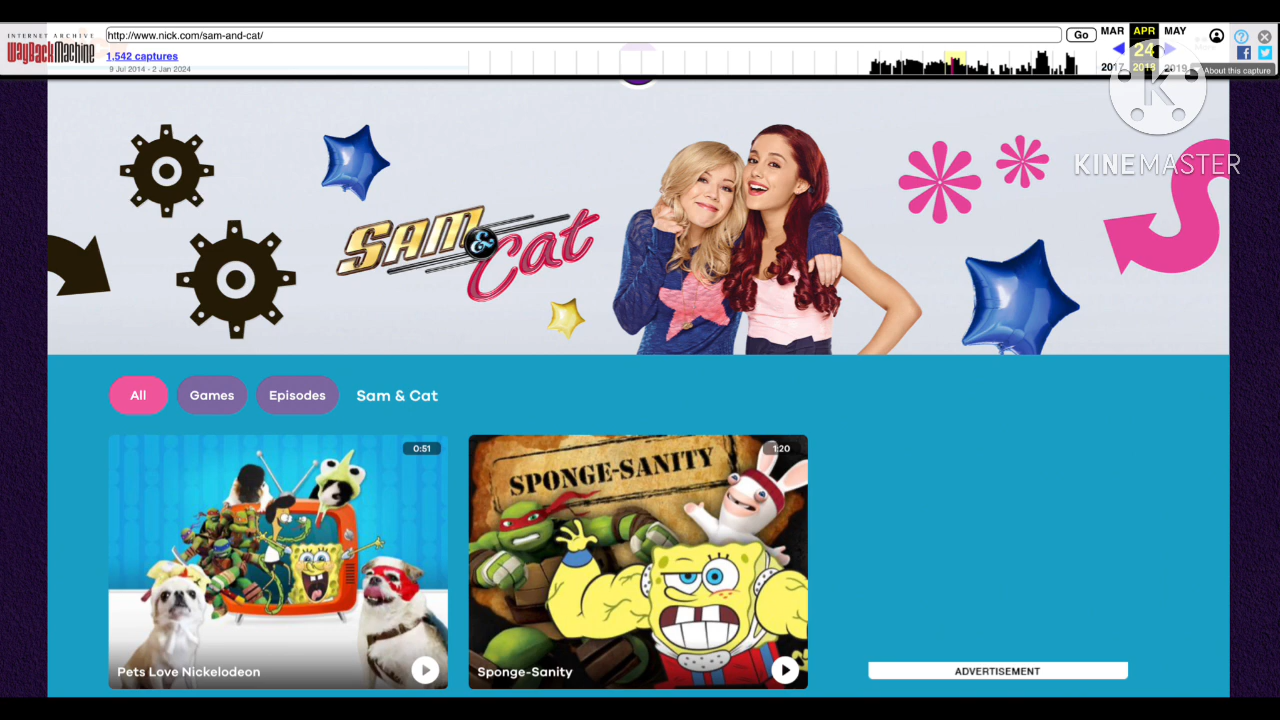 INTERNET ARCHIVE
WayBackMachine
http://www.nick.com/sam-and-cat/
Go
MAR
APR
MAY
1,542 captures
24
9 Jul 2014 - 2 Jan 2024
2017
2018
2019
About this capture
K
KINEMASTER
SAM
&
Cat
All
Games
Episodes
Sam & Cat
0:51
1:20
SPONGE-SANITY
Pets Love Nickelodeon
Sponge-Sanity
ADVERTISEMENT